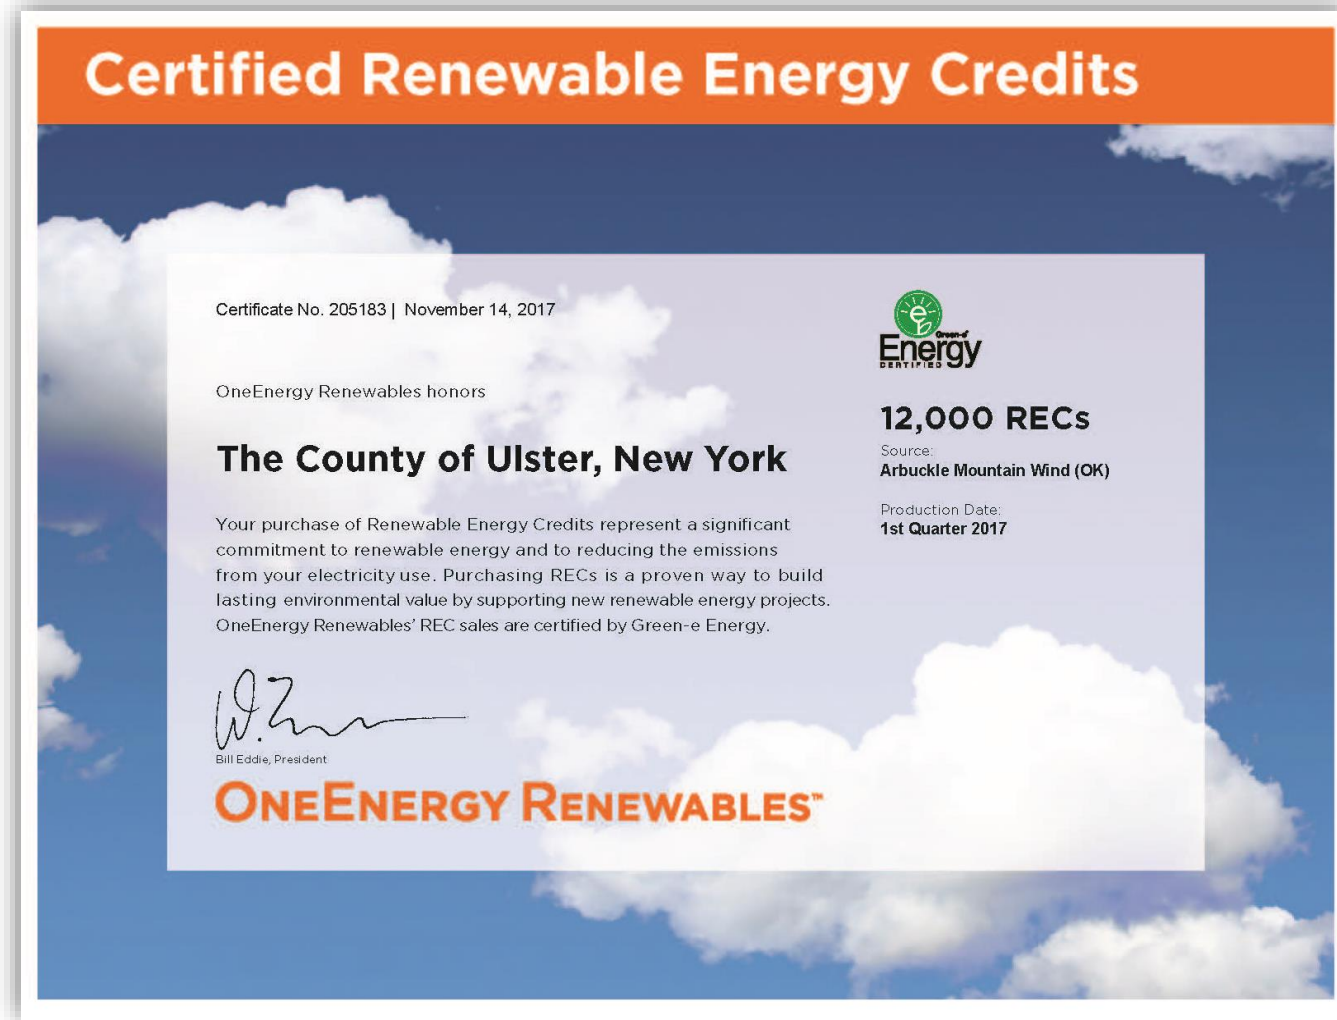 Certified Renewable Energy Credits
Certificate No. 205183 | November 14, 2017
OneEnergy Renewables honors
The County of Ulster, New York
Your purchase of Renewable Energy Credits represent a significant
commitment to renewable energy and to reducing the emissions
from your electricity use. Purchasing RECs is a proven way to build
lasting environmental value by supporting new renewable energy projects.
OneEnergy Renewables’ REC sales are certified by Green-e Energy.
Bill Eddie, President
ONEENERGY RENEWABLES™
Green-e
Energy
CERTIFIED
12,000 RECs
Source:
Arbuckle Mountain Wind (OK)
Production Date:
1st Quarter 2017